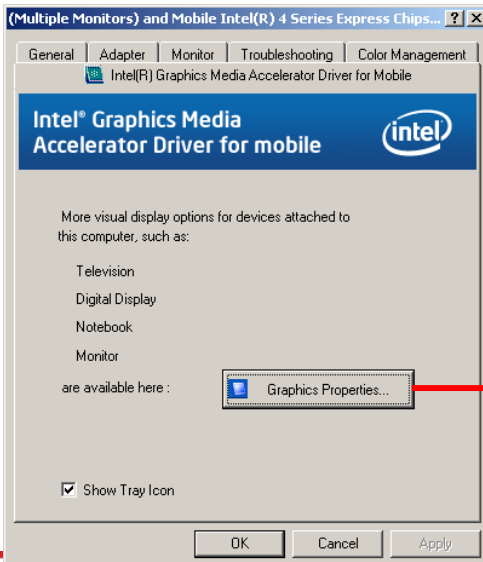 (Multiple Monitors) and Mobile Intel(R) 4 Series Express Chips...
General Adapter Monitor Troubleshooting Color Management
Intel(R) Graphics Media Accelerator Driver for Mobile
Intel® Graphics Media
Accelerator Driver for mobile
intel
More visual display options for devices attached to
this computer, such as:
Television
Digital Display
Notebook
Monitor
are available here :
Graphics Properties...
Show Tray Icon
OK Cancel Apply